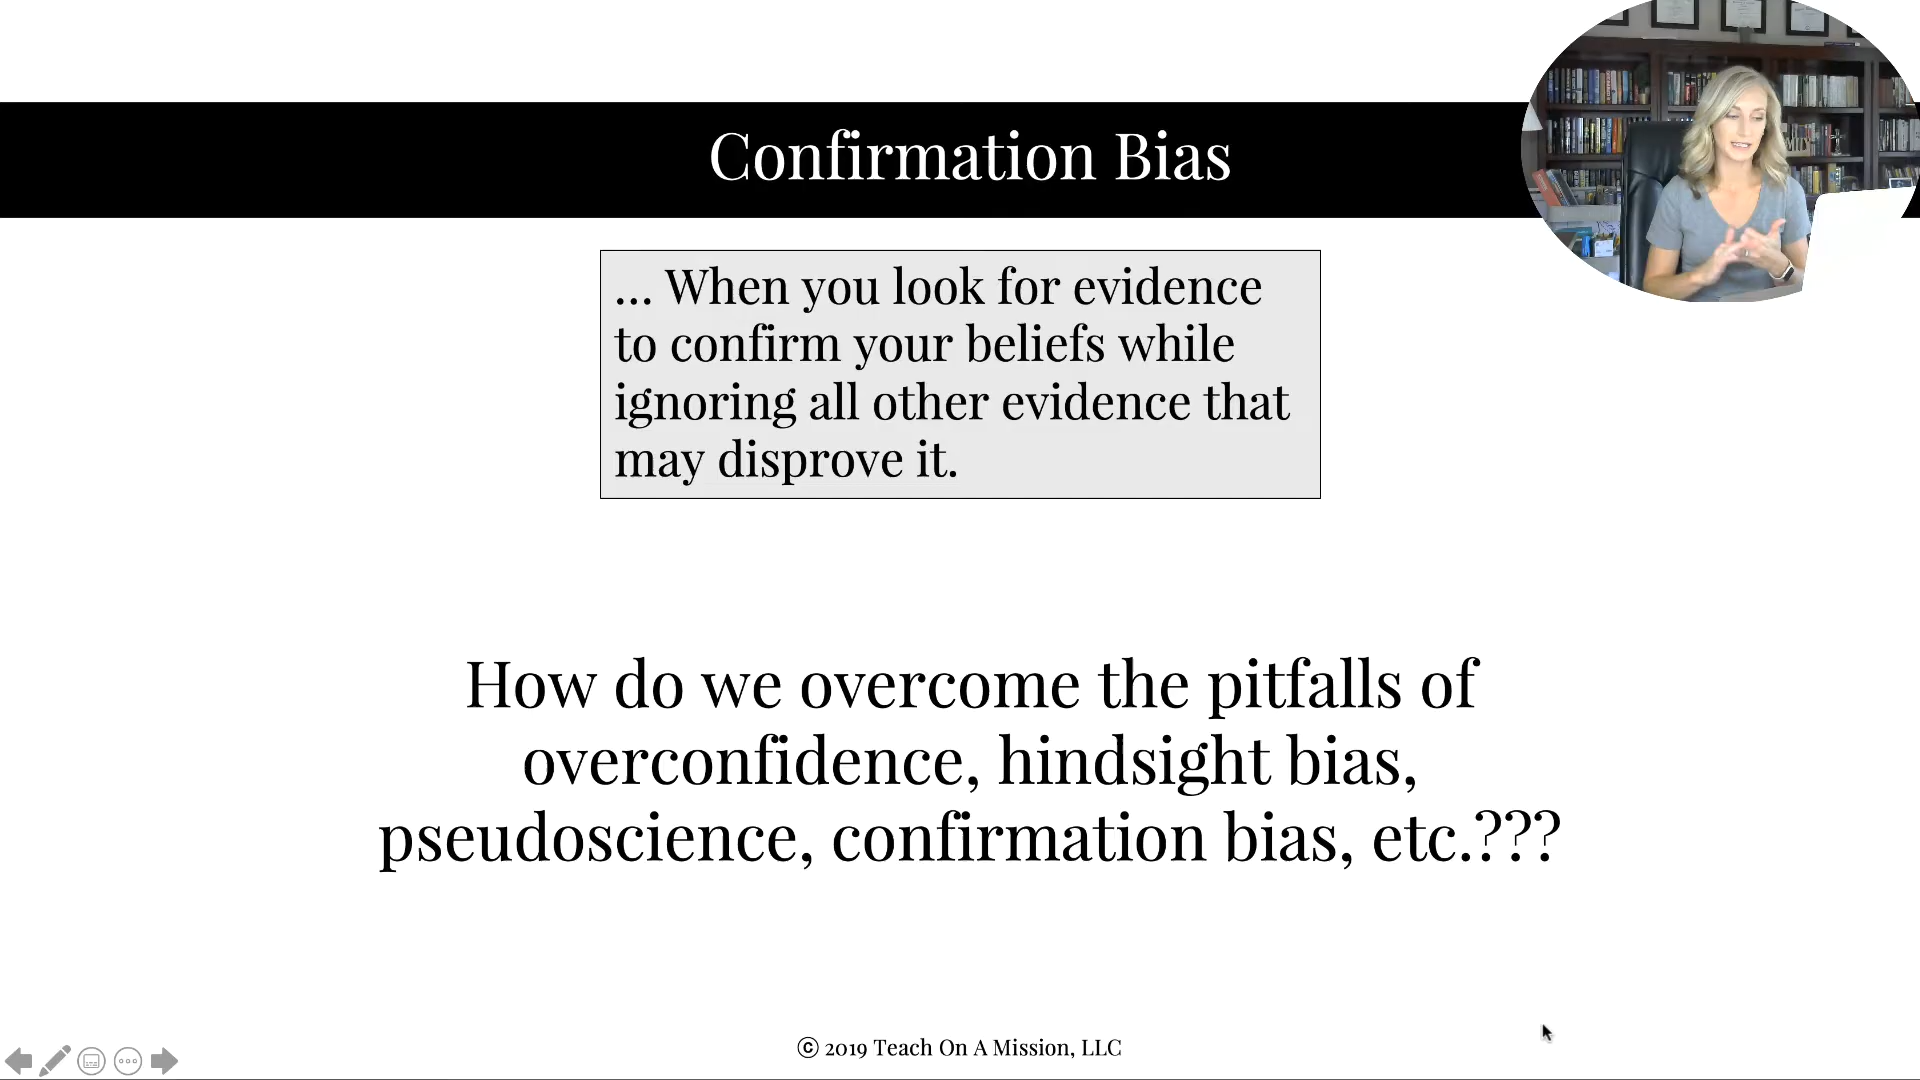 Confirmation Bias
... When you look for evidence
to confirm your beliefs while
ignoring all other evidence that
may disprove it.
How do we overcome the pitfalls of
overconfidence, hindsight bias,
pseudoscience, confirmation bias, etc.???
© 2019 Teach On A Mission, LLC